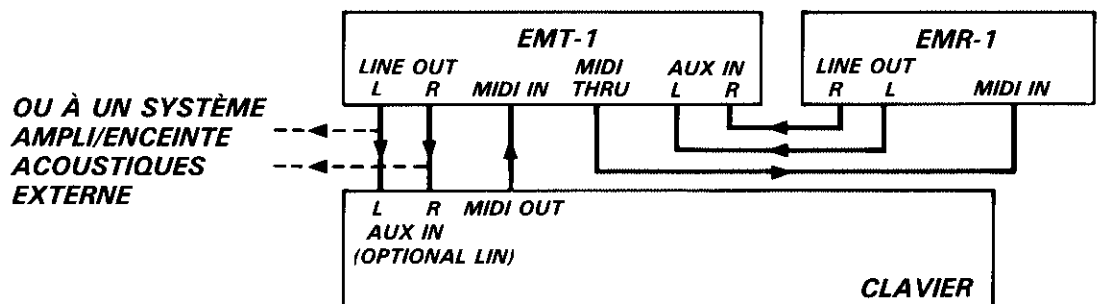 EMT-1
LINE OUT
L R MIDI IN
MIDI
THRU
AUX IN
L R
EMR-1
LINE OUT
R L MIDI IN
OU À UN SYSTÈME
AMPLI/ENCEINTE
ACOUSTIQUES
EXTERNE
L R MIDI OUT
AUX IN
(OPTIONAL LIN)
CLAVIER